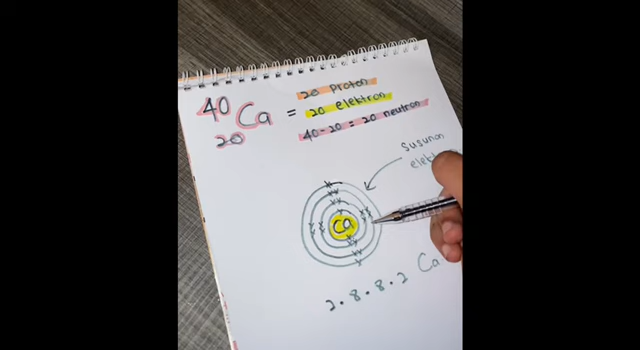 40
20 Ca =
20 proton
20 elektron
40-20 = 20 neutron
susunan
Ca
2.8.8.2 Ca